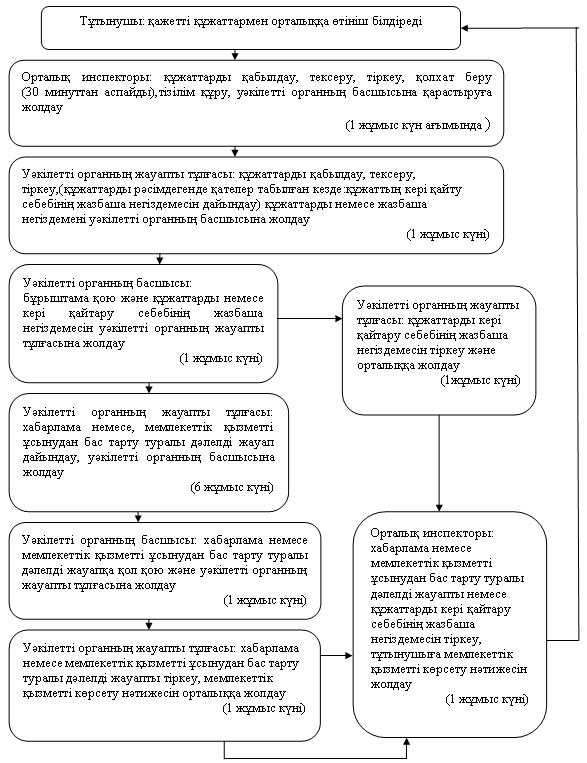 Тұтынушы: қажетті құжаттармен орталыққа өтініш білдіреді
Орталық инспекторы: құжаттарды қабылдау, тексеру, тіркеу, қолхат беру
(30 минуттан аспайды),тізілім құру, уәкілетті органның басшысына қарастыруға
жолдау
(1 жұмыс күн ағымында )
Уәкілетті органның жауапты тұлғасы: құжаттарды қабылдау, тексеру,
тіркеу,(құжаттарды рәсімдегенде қателер табылған кезде:құжаттың кері қайту
себебінің жазбаша негіздемесін дайындау) құжаттарды немесе жазбаша
негіздемені уәкілетті органның басшысына жолдау
(1 жұмыс күні)
Уәкілетті органның басшысы:
бұрыштама қою және құжаттарды немесе
кері қайтару себебінің жазбаша
негіздемесін уәкілетті органның жауапты
тұлғасына жолдау
(1 жұмыс күні)
Уәкілетті органның жауапты
тұлғасы: құжаттарды кері
қайтару себебінің жазбаша
негіздемесін тіркеу және
орталыққа жолдау
(1жұмыс күні)
Уәкілетті органның жауапты тұлғасы:
хабарлама немесе, мемлекеттік қызметті
ұсынудан бас тарту туралы дәлелді жауап
дайындау, уәкілетті органның басшысына
жолдау
(6 жұмыс күні)
Уәкілетті органның басшысы: хабарлама немесе
мемлекеттік қызметті ұсынудан бас тарту туралы
дәлелді жауапқа қол қою және уәкілетті органның
жауапты тұлғасына жолдау
(1 жұмыс күні)
Уәкілетті органның жауапты тұлғасы: хабарлама
немесе мемлекеттік қызметті ұсынудан бас тарту
туралы дәлелді жауапты тіркеу, мемлекеттік
қызметті көрсету нәтижесін орталыққа жолдау
(1 жұмыс күні)
Орталық инспекторы:
хабарлама немесе
мемлекеттік қызметті
ұсынудан бас тарту туралы
дәлелді жауапты немесе
құжаттарды кері қайтару
себебінің жазбаша
негіздемесін тіркеу,
тұтынушыға мемлекеттік
қызметті көрсету нәтижесін
жолдау
(1 жұмыс күні)